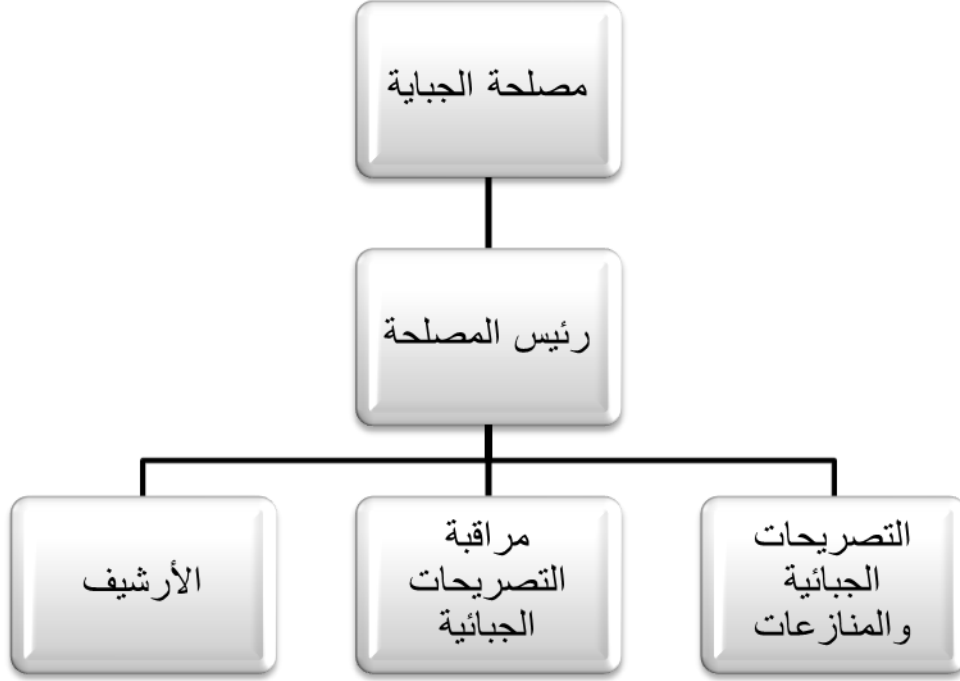 مصلحة الجباية
رئيس المصلحة
التصريحات
الجبائية
والمنازعات
مراقبة
التصريحات
الجبائية
الأرشيف